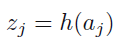 z_j = h(a_j)